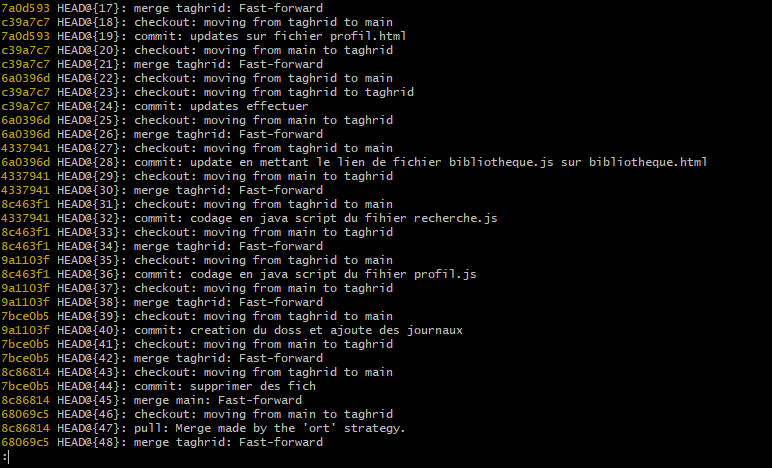 7a0d593 HEAD@{17}: merge taghrid: Fast-forward
c39a7c7 HEAD@{18}: checkout: moving from taghrid to main
7a0d593 HEAD@{19}: commit: updates sur fichier profil.html
c39a7c7 HEAD@{20}: checkout: moving from main to taghrid
c39a7c7 HEAD@{21}: merge taghrid: Fast-forward
6a0396d HEAD@{22}: checkout: moving from taghrid to main
c39a7c7 HEAD@{23}: checkout: moving from taghrid to taghrid
c39a7c7 HEAD@{24}: commit: updates effectuer
6a0396d HEAD@{25}: checkout: moving from main to taghrid
6a0396d HEAD@{26}: merge taghrid: Fast-forward
4337941 HEAD@{27}: checkout: moving from taghrid to main
6a0396d HEAD@{28}: commit: update en mettant le lien de fichier bibliotheque.js sur bibliotheque.html
4337941 HEAD@{29}: checkout: moving from main to taghrid
4337941 HEAD@{30}: merge taghrid: Fast-forward
8c463f1 HEAD@{31}: checkout: moving from taghrid to main
4337941 HEAD@{32}: commit: codage en java script du fihier recherche.js
8c463f1 HEAD@{33}: checkout: moving from main to taghrid
8c463f1 HEAD@{34}: merge taghrid: Fast-forward
9a1103f HEAD@{35}: checkout: moving from taghrid to main
8c463f1 HEAD@{36}: commit: codage en java script du fihier profil.js
9a1103f HEAD@{37}: checkout: moving from main to taghrid
9a1103f HEAD@{38}: merge taghrid: Fast-forward
7bce0b5 HEAD@{39}: checkout: moving from taghrid to main
9a1103f HEAD@{40}: commit: creation du doss et ajoute des journaux
7bce0b5 HEAD@{41}: checkout: moving from main to taghrid
7bce0b5 HEAD@{42}: merge taghrid: Fast-forward
8c86814 HEAD@{43}: checkout: moving from taghrid to main
7bce0b5 HEAD@{44}: commit: supprimer des fich
8c86814 HEAD@{45}: merge main: Fast-forward
68069c5 HEAD@{46}: checkout: moving from main to taghrid
8c86814 HEAD@{47}: pull: Merge made by the 'ort' strategy.
68069c5 HEAD@{48}: merge taghrid: Fast-forward
: